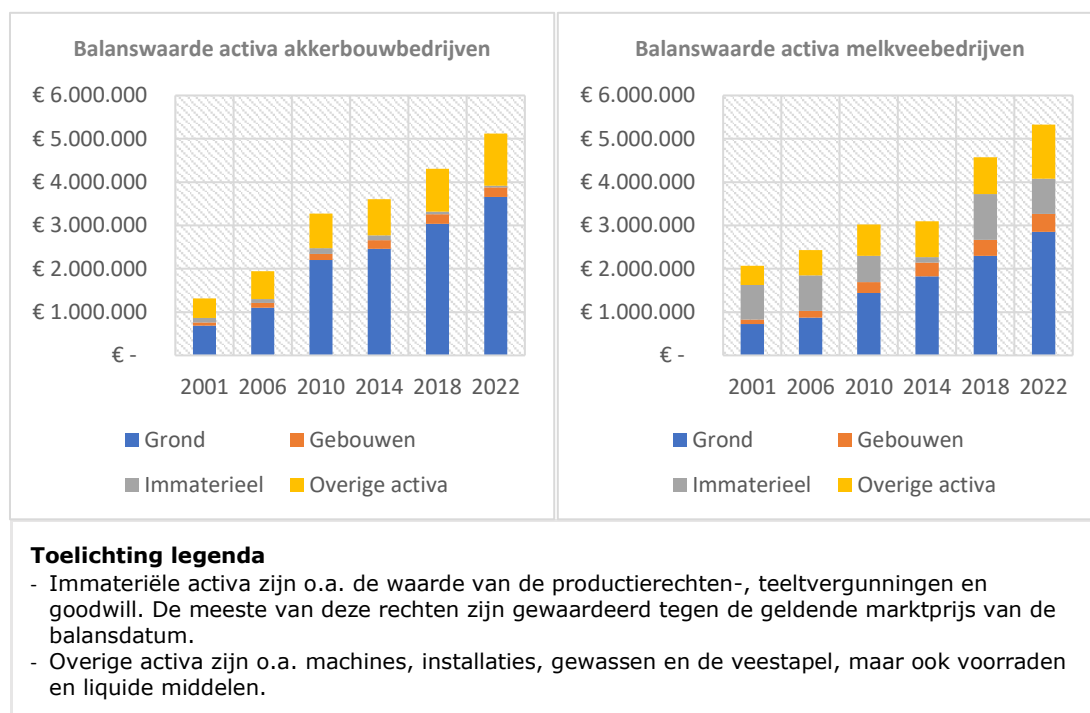 Balanswaarde activa akkerbouwbedrijven
€ 6.000.000
€ 5.000.000
€ 4.000.000
€ 3.000.000
€ 2.000.000
€ 1.000.000
€ -
2001 2006 2010 2014 2018 2022
Grond Gebouwen
Immaterieel Overige activa
Balanswaarde activa melkveebedrijven
€ 6.000.000
€ 5.000.000
€ 4.000.000
€ 3.000.000
€ 2.000.000
€ 1.000.000
€ -
2001 2006 2010 2014 2018 2022
Grond Gebouwen
Immaterieel Overige activa
Toelichting legenda
- Immateriële activa zijn o.a. de waarde van de productierechten-, teeltvergunningen en
goodwill. De meeste van deze rechten zijn gewaardeerd tegen de geldende marktprijs van de
balansdatum.
- Overige activa zijn o.a. machines, installaties, gewassen en de veestapel, maar ook voorraden
en liquide middelen.